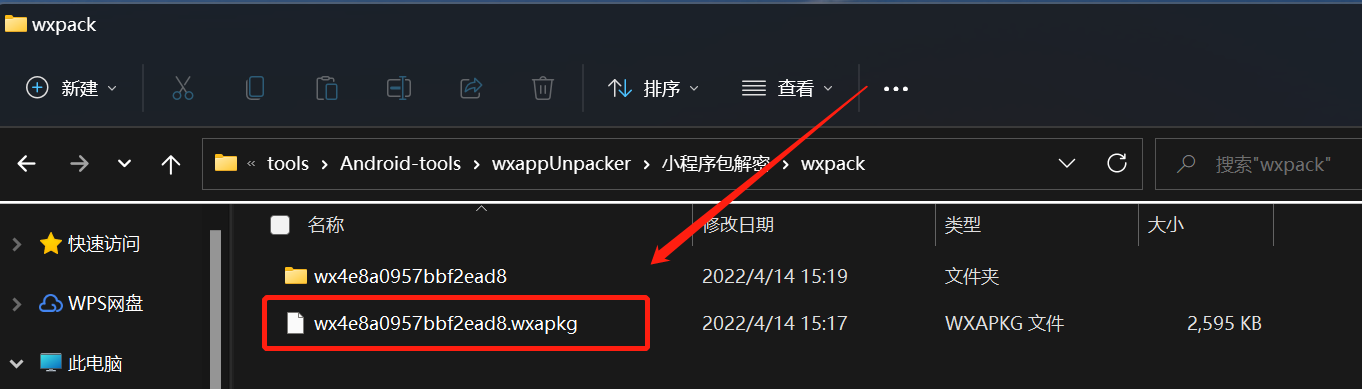 wxpack
新建 排序 查看
« tools › Android-tools › wxappUnpacker › 小程序包解密 › wxpack 搜索"wxpack"
名称 修改日期 类型 大小
快速访问
wx4e8a0957bbf2ead8 2022/4/14 15:19 文件夹
WPS网盘
wx4e8a0957bbf2ead8.wxapkg 2022/4/14 15:17 WXAPKG 文件 2,595 KB
此电脑